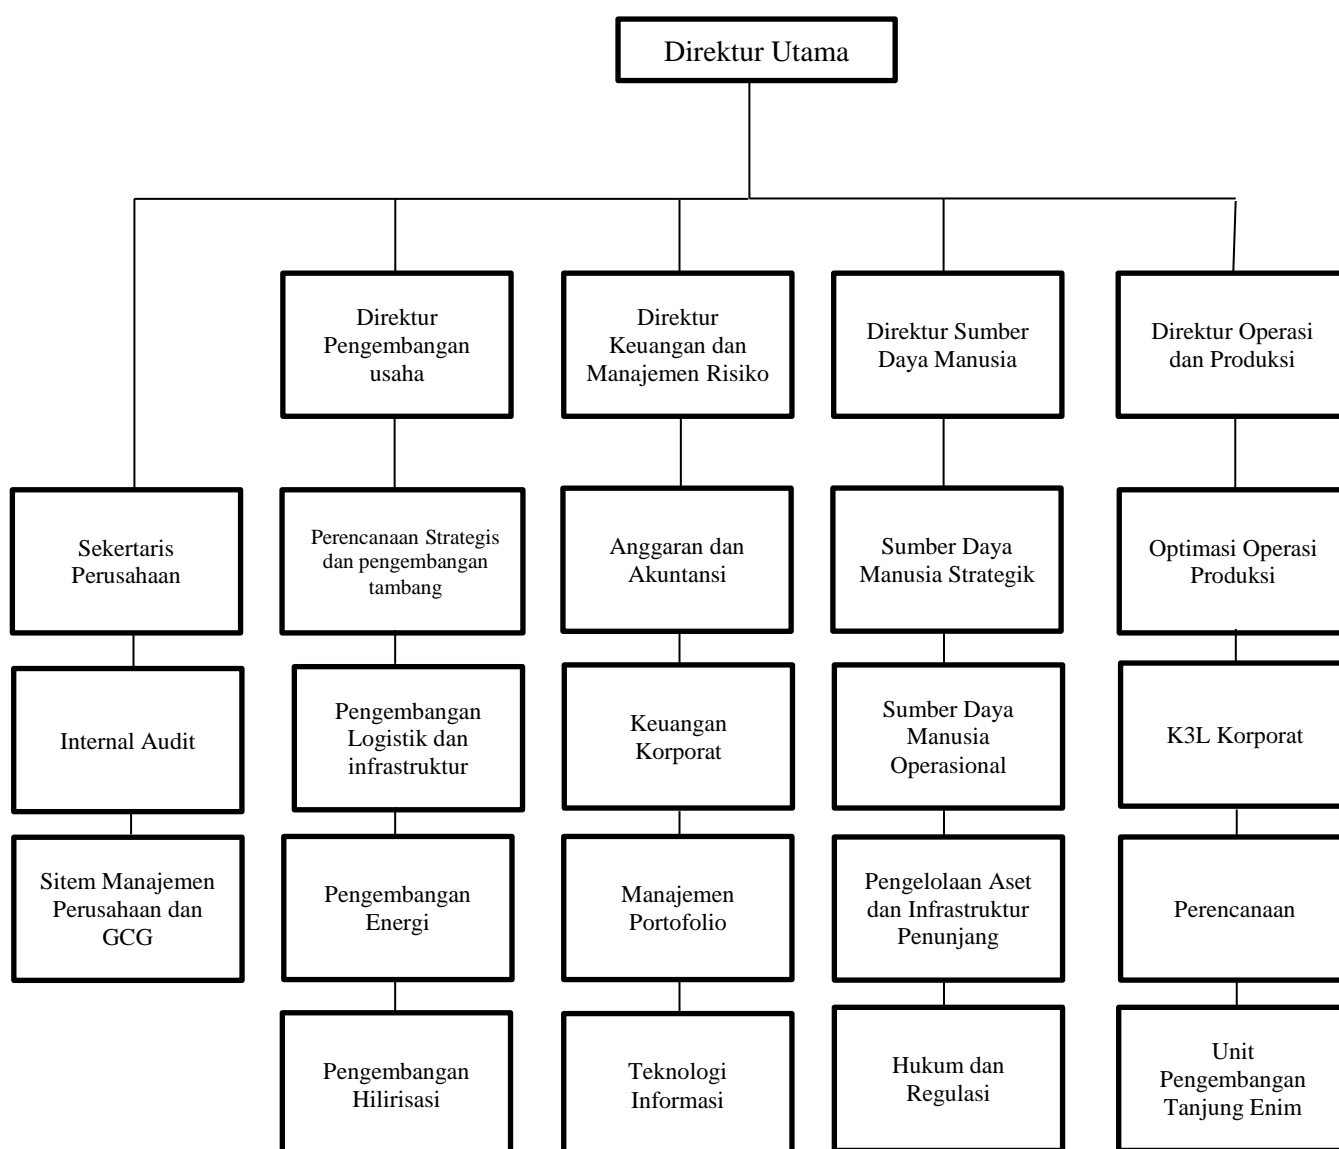 Direktur Utama
Direktur
Pengembangan
usaha
Direktur
Keuangan dan
Manajemen Risiko
Direktur Sumber
Daya Manusia
Direktur Operasi
dan Produksi
Sekertaris
Perusahaan
Perencanaan Strategis
dan pengembangan
tambang
Anggaran dan
Akuntansi
Sumber Daya
Manusia Strategik
Optimasi Operasi
Produksi
Internal Audit
Pengembangan
Logistik dan
infrastruktur
Keuangan
Korporat
Sumber Daya
Manusia
Operasional
K3L Korporat
Sitem Manajemen
Perusahaan dan
GCG
Pengembangan
Energi
Manajemen
Portofolio
Pengelolaan Aset
dan Infrastruktur
Penunjang
Perencanaan
Pengembangan
Hilirisasi
Teknologi
Informasi
Hukum dan
Regulasi
Unit
Pengembangan
Tanjung Enim